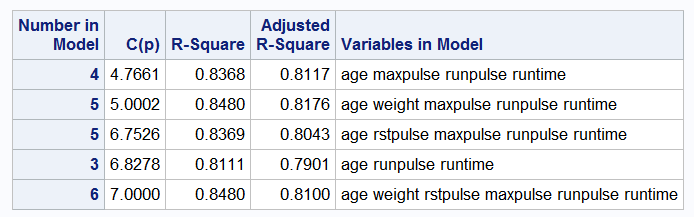 Number in Model C(p) R-Square Adjusted R-Square Variables in Model
4 4.7661 0.8368 0.8117 age maxpulse runpulse runtime
5 5.0002 0.8480 0.8176 age weight maxpulse runpulse runtime
5 6.7526 0.8369 0.8043 age rstpulse maxpulse runpulse runtime
3 6.8278 0.8111 0.7901 age runpulse runtime
6 7.0000 0.8480 0.8100 age weight rstpulse maxpulse runpulse runtime